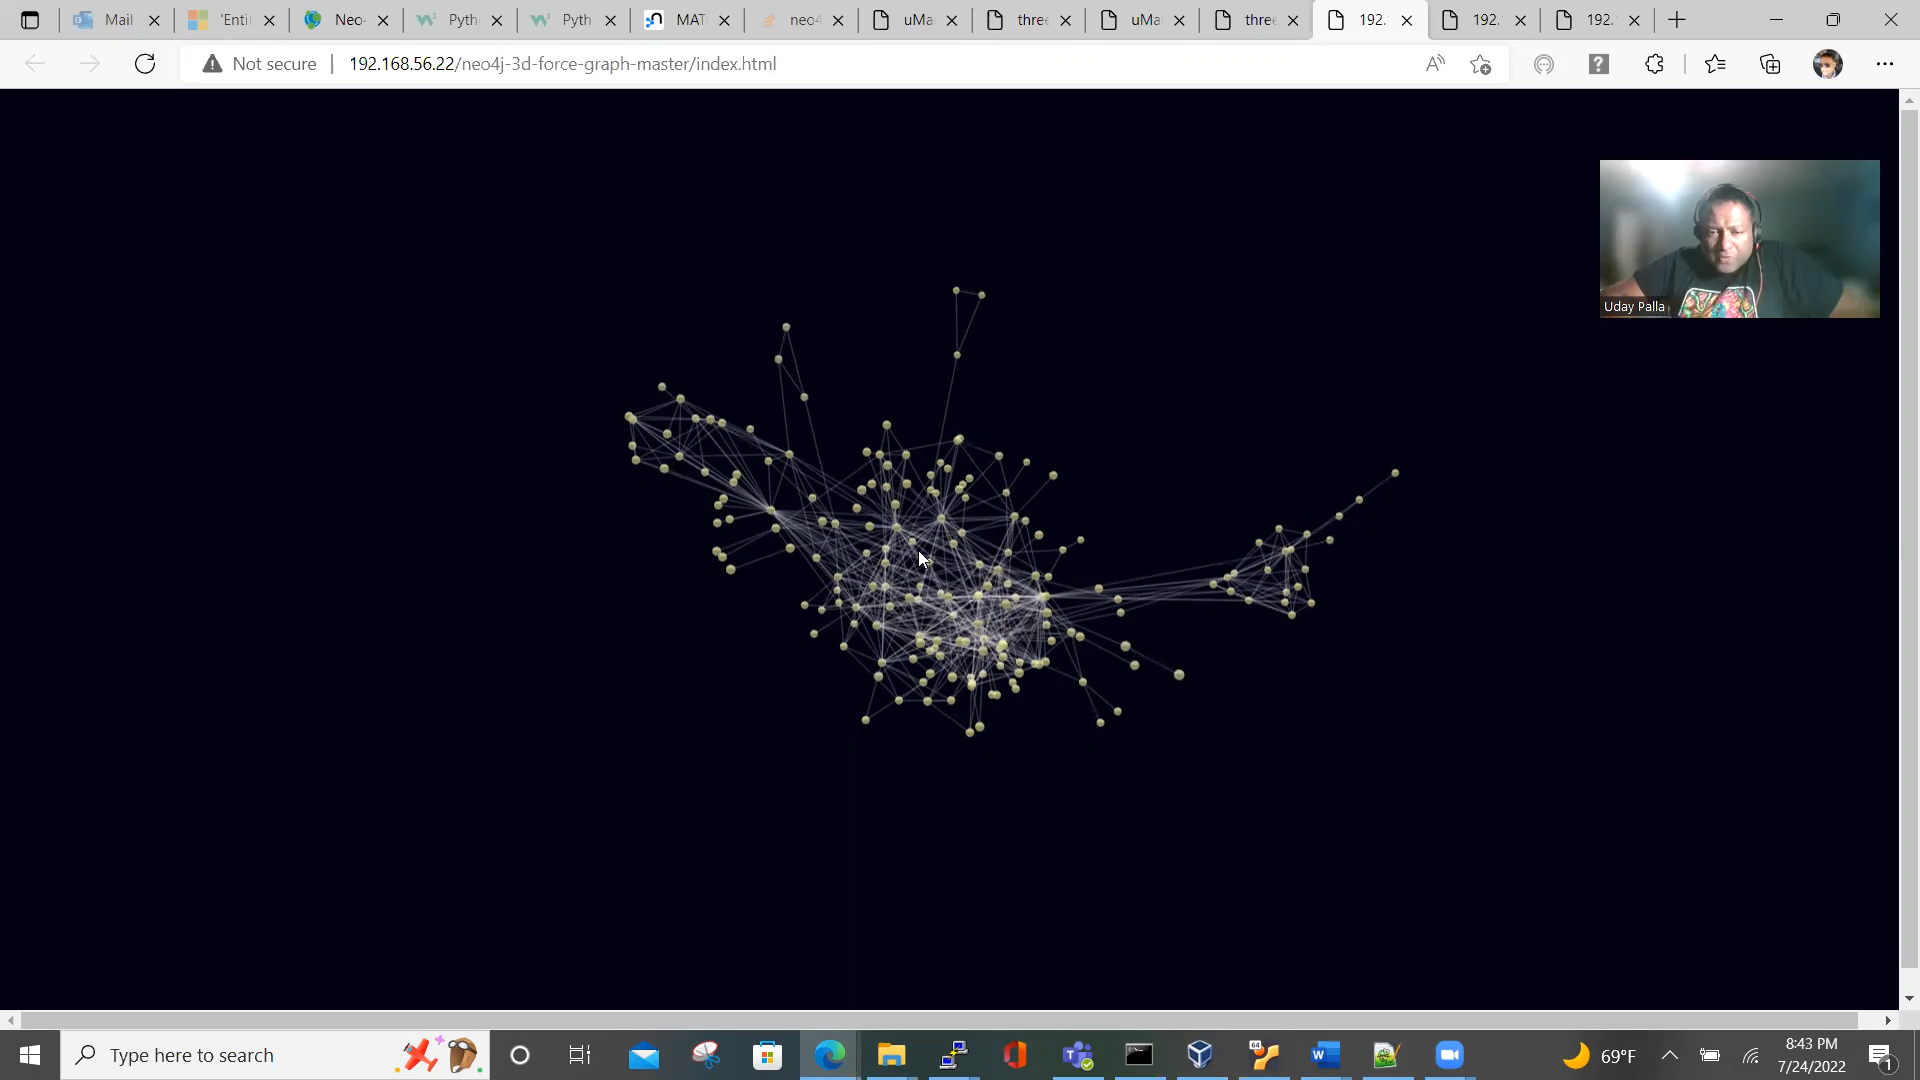 Mail
'Enti
Neo
Pyth
Pyth
MAT
neo4
uMa
three
uMa
three
192.
192.
192.
Not secure
192.168.56.22/neo4j-3d-force-graph-master/index.html
Uday Palla
Type here to search
64
69°F
8:43 PM
7/24/2022
1